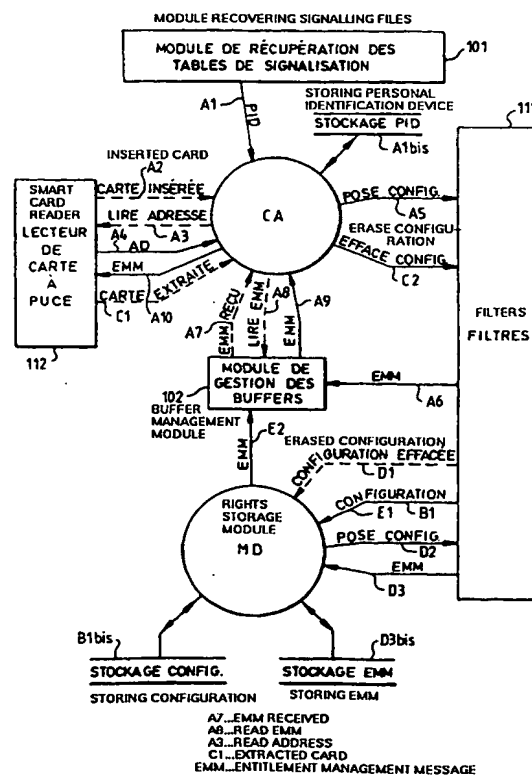 MODULE RECOVERING SIGNALLING FILES
MODULE DE RÉCUPÉRATION DES
TABLES DE SIGNALISATION
101
A1
PID
STORING PERSONAL
IDENTIFICATION DEVICE
STOCKAGE PID
A1bis
111
INSERTED CARD
A2
SMART
CARD
READER
LECTEUR
DE
CARTE
À
PUCE
112
CARTE INSÉRÉE
LIRE ADRESSE
A3
A4
AD
EMM
CARTE EXTRAITE
C1
A10
CA
POSE CONFIG.
A5
ERASE CONFIGU-
RATION
EFFACE CONFIG.
C2
FILTERS
FILTRES
A7
EMM REÇU
LIRE EMM
A8
EMM
A9
MODULE DE
GESTION DES
BUFFERS
102
BUFFER
MANAGEMENT
MODULE
EMM
A6
EMM
E2
ERASED CONFIGURATION
CONFIGURATION EFFACÉE
D1
CONFIGURATION
E1
B1
RIGHTS
STORAGE
MODULE
MD
POSE CONFIG.
D2
EMM
D3
B1bis
STOCKAGE CONFIG.
STORING CONFIGURATION
D3bis
STOCKAGE EMM
STORING EMM
A7...EMM RECEIVED
A8...READ EMM
A3...READ ADDRESS
C1...EXTRACTED CARD
EMM...ENTITLEMENT MANAGEMENT MESSAGE